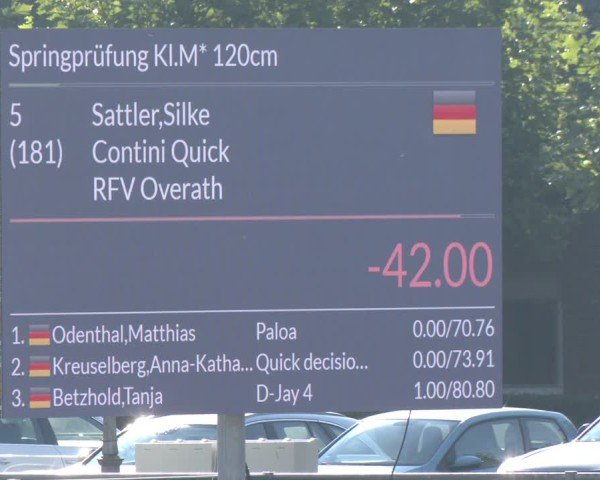 Springprüfung Kl.M* 120cm
5 Sattler,Silke
(181) Contini Quick
RFV Overath
-42.00
1. Odenthal,Matthias Paloa 0.00/70.76
2. Kreuselberg,Anna-Katha... Quick decisio... 0.00/73.91
3. Betzhold,Tanja D-Jay 4 1.00/80.80